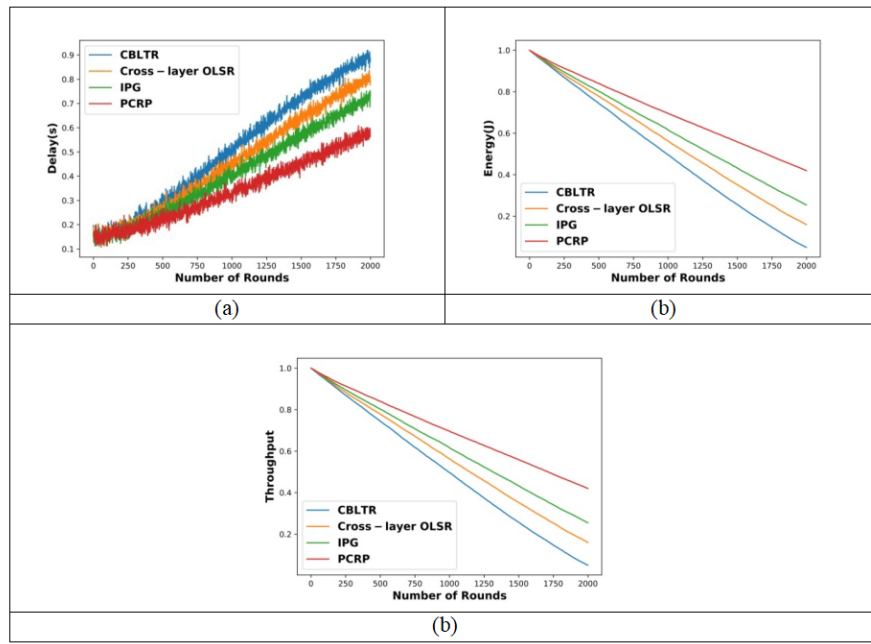 0.9
0.8
0.7
0.6
0.5
0.4
0.3
0.2
0.1
Delay(s)
CBLTR
Cross – layer OLSR
IPG
PCRP
0 250 500 750 1000 1250 1500 1750 2000
Number of Rounds
(a)
1.0
0.8
0.6
0.4
0.2
Energy(J)
CBLTR
Cross – layer OLSR
IPG
PCRP
0 250 500 750 1000 1250 1500 1750 2000
Number of Rounds
(b)
1.0
0.8
0.6
0.4
0.2
Throughput
CBLTR
Cross – layer OLSR
IPG
PCRP
0 250 500 750 1000 1250 1500 1750 2000
Number of Rounds
(b)